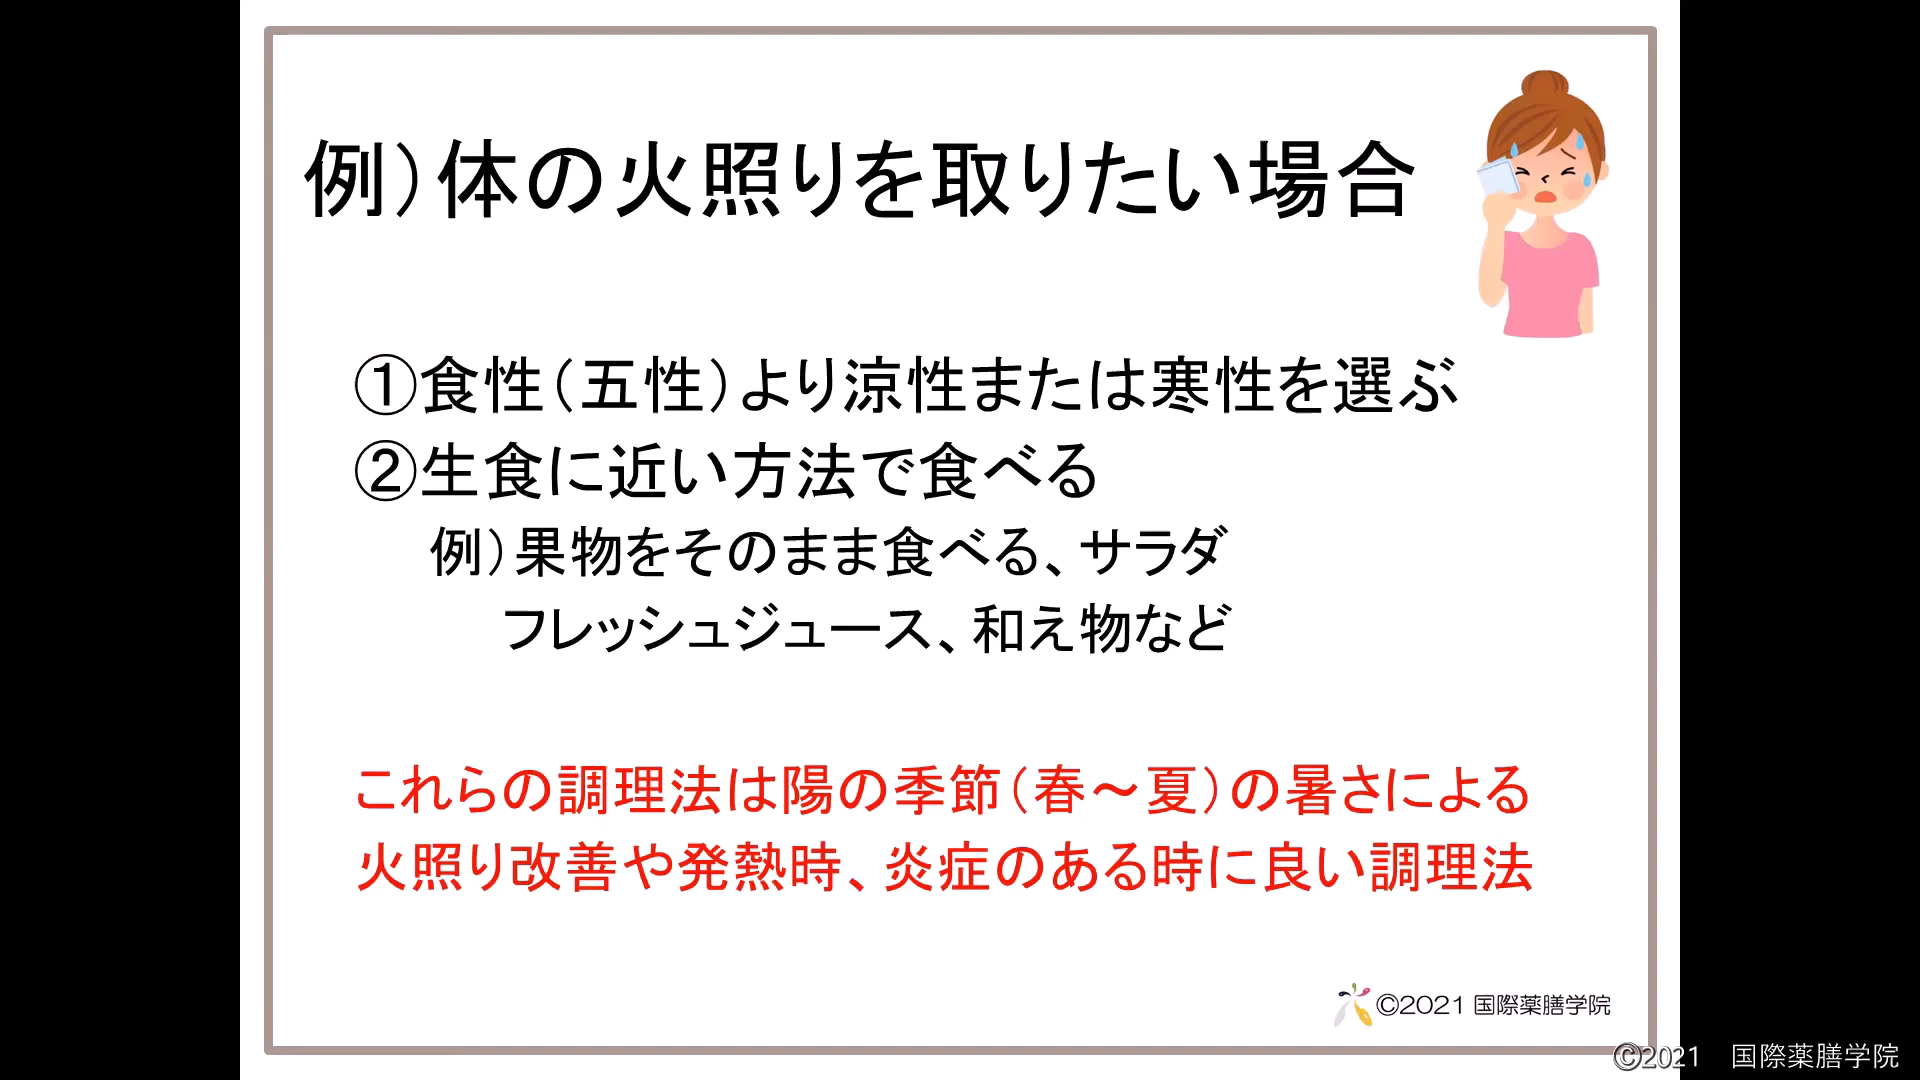 例）体の火照りを取りたい場合
①食性（五性）より涼性または寒性を選ぶ
②生食に近い方法で食べる
例）果物をそのまま食べる、サラダ
フレッシュジュース、和え物など
これらの調理法は陽の季節（春～夏）の暑さによる
火照り改善や発熱時、炎症のある時に良い調理法
©2021 国際薬膳学院
©2021　国際薬膳学院